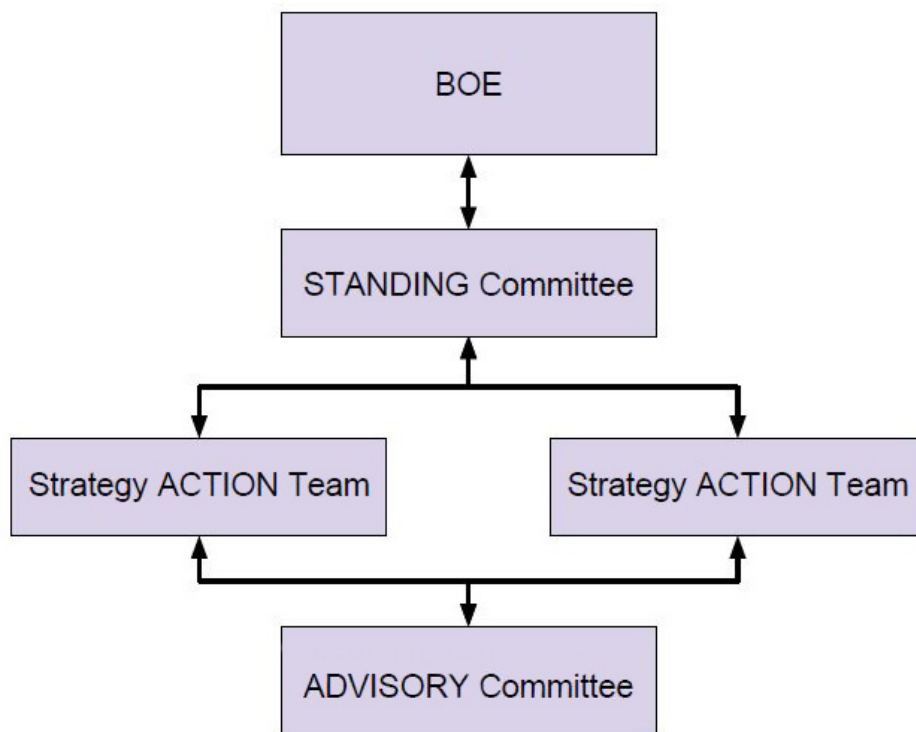 BOE
STANDING Committee
Strategy ACTION Team
Strategy ACTION Team
ADVISORY Committee